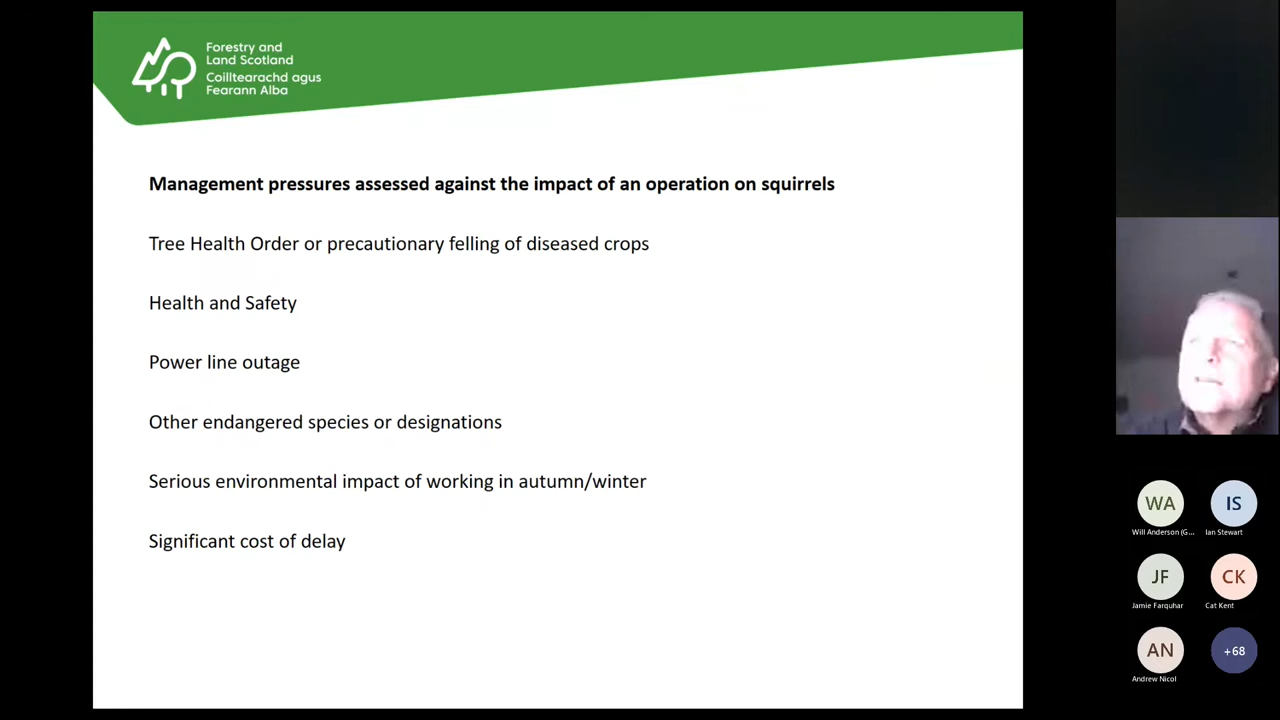 Forestry and
Land Scotland
Coilltearachd agus
Fearann Alba
Management pressures assessed against the impact of an operation on squirrels
Tree Health Order or precautionary felling of diseased crops
Health and Safety
Power line outage
Other endangered species or designations
Serious environmental impact of working in autumn/winter
Significant cost of delay
WA
IS
Will Anderson (G...
Ian Stewart
JF
CK
Jamie Farquhar
Cat Kent
AN
+68
Andrew Nicol